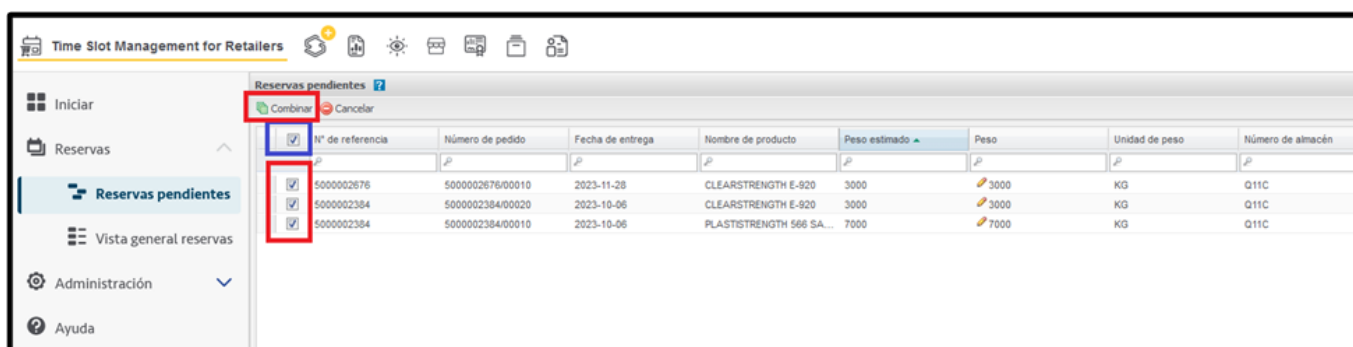 Time Slot Management for Retailers
Reservas pendientes ?
Iniciar
Combinar Cancelar
Nº de referencia Número de pedido Fecha de entrega Nombre de producto Peso estimado Peso Unidad de peso Número de almacén
Reservas
5000002676 5000002676/00010 2023-11-28 CLEARSTRENGTH E-920 3000 3000 KG Q11C
Reservas pendientes
5000002384 5000002384/00020 2023-10-06 CLEARSTRENGTH E-920 3000 3000 KG Q11C
5000002384 5000002384/00010 2023-10-06 PLASTISTRENGTH 566 SA... 7000 7000 KG Q11C
Vista general reservas
Administración
Ayuda